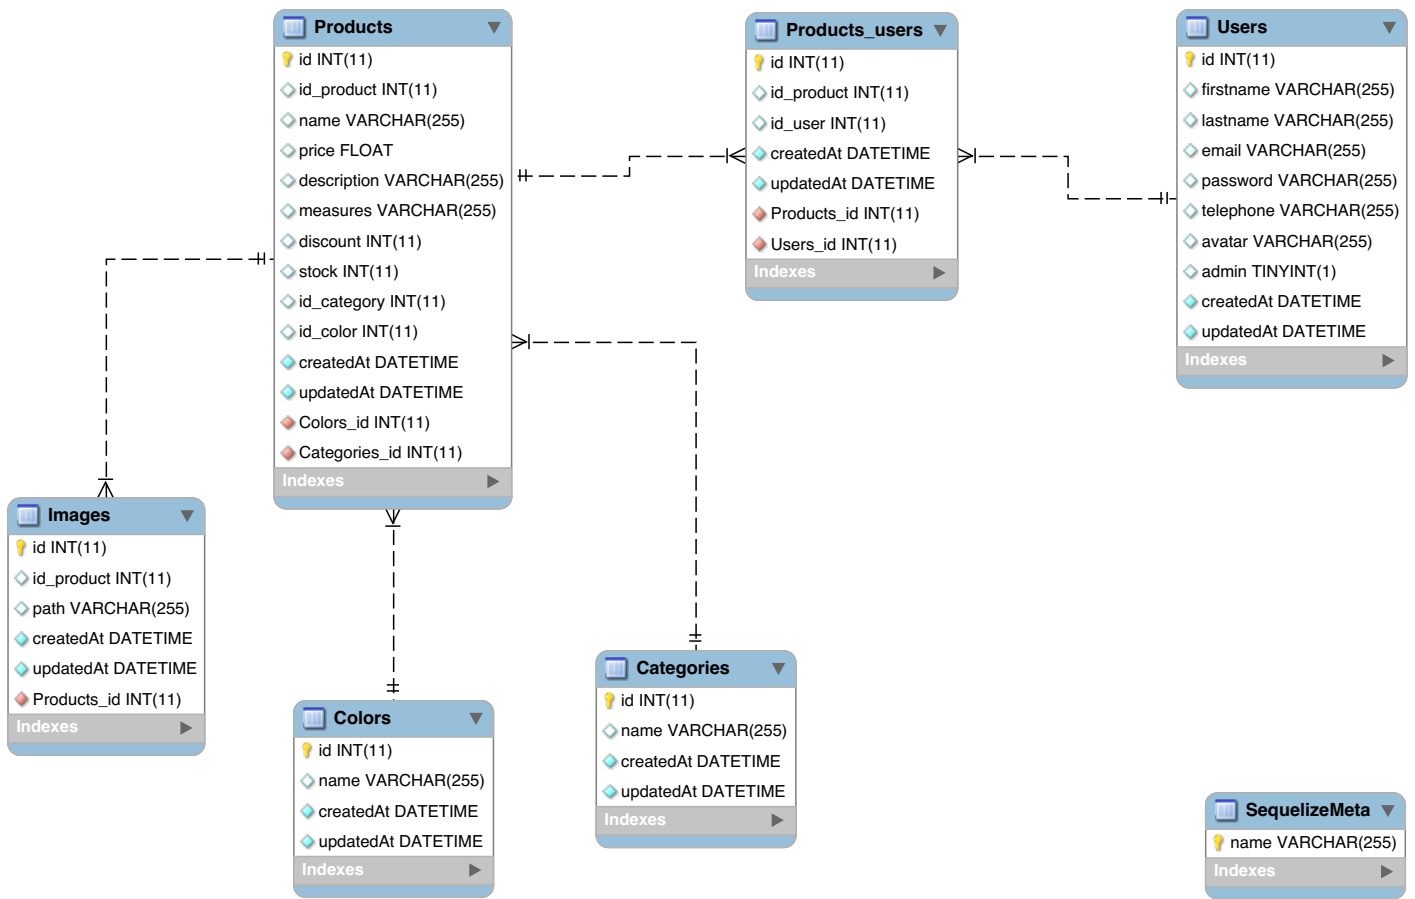 Products
id INT(11)
id_product INT(11)
name VARCHAR(255)
price FLOAT
description VARCHAR(255)
measures VARCHAR(255)
discount INT(11)
stock INT(11)
id_category INT(11)
id_color INT(11)
createdAt DATETIME
updatedAt DATETIME
Colors_id INT(11)
Categories_id INT(11)
Indexes
Products_users
id INT(11)
id_product INT(11)
id_user INT(11)
createdAt DATETIME
updatedAt DATETIME
Products_id INT(11)
Users_id INT(11)
Indexes
Users
id INT(11)
firstname VARCHAR(255)
lastname VARCHAR(255)
email VARCHAR(255)
password VARCHAR(255)
telephone VARCHAR(255)
avatar VARCHAR(255)
admin TINYINT(1)
createdAt DATETIME
updatedAt DATETIME
Indexes
Images
id INT(11)
id_product INT(11)
path VARCHAR(255)
createdAt DATETIME
updatedAt DATETIME
Products_id INT(11)
Indexes
Colors
id INT(11)
name VARCHAR(255)
createdAt DATETIME
updatedAt DATETIME
Indexes
Categories
id INT(11)
name VARCHAR(255)
createdAt DATETIME
updatedAt DATETIME
Indexes
SequelizeMeta
name VARCHAR(255)
Indexes